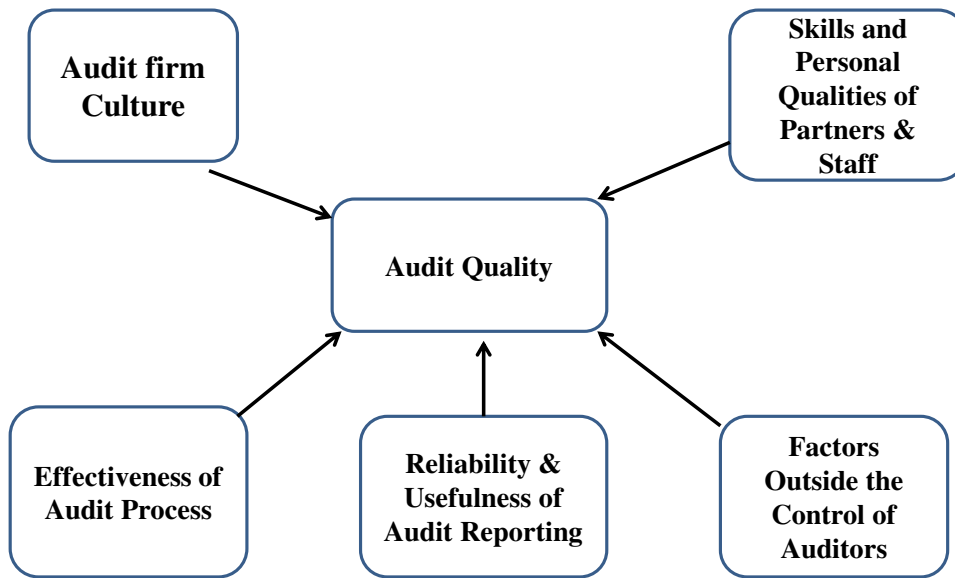 Audit firm
Culture
Skills and
Personal
Qualities of
Partners &
Staff
Audit Quality
Effectiveness of
Audit Process
Reliability &
Usefulness of
Audit Reporting
Factors
Outside the
Control of
Auditors